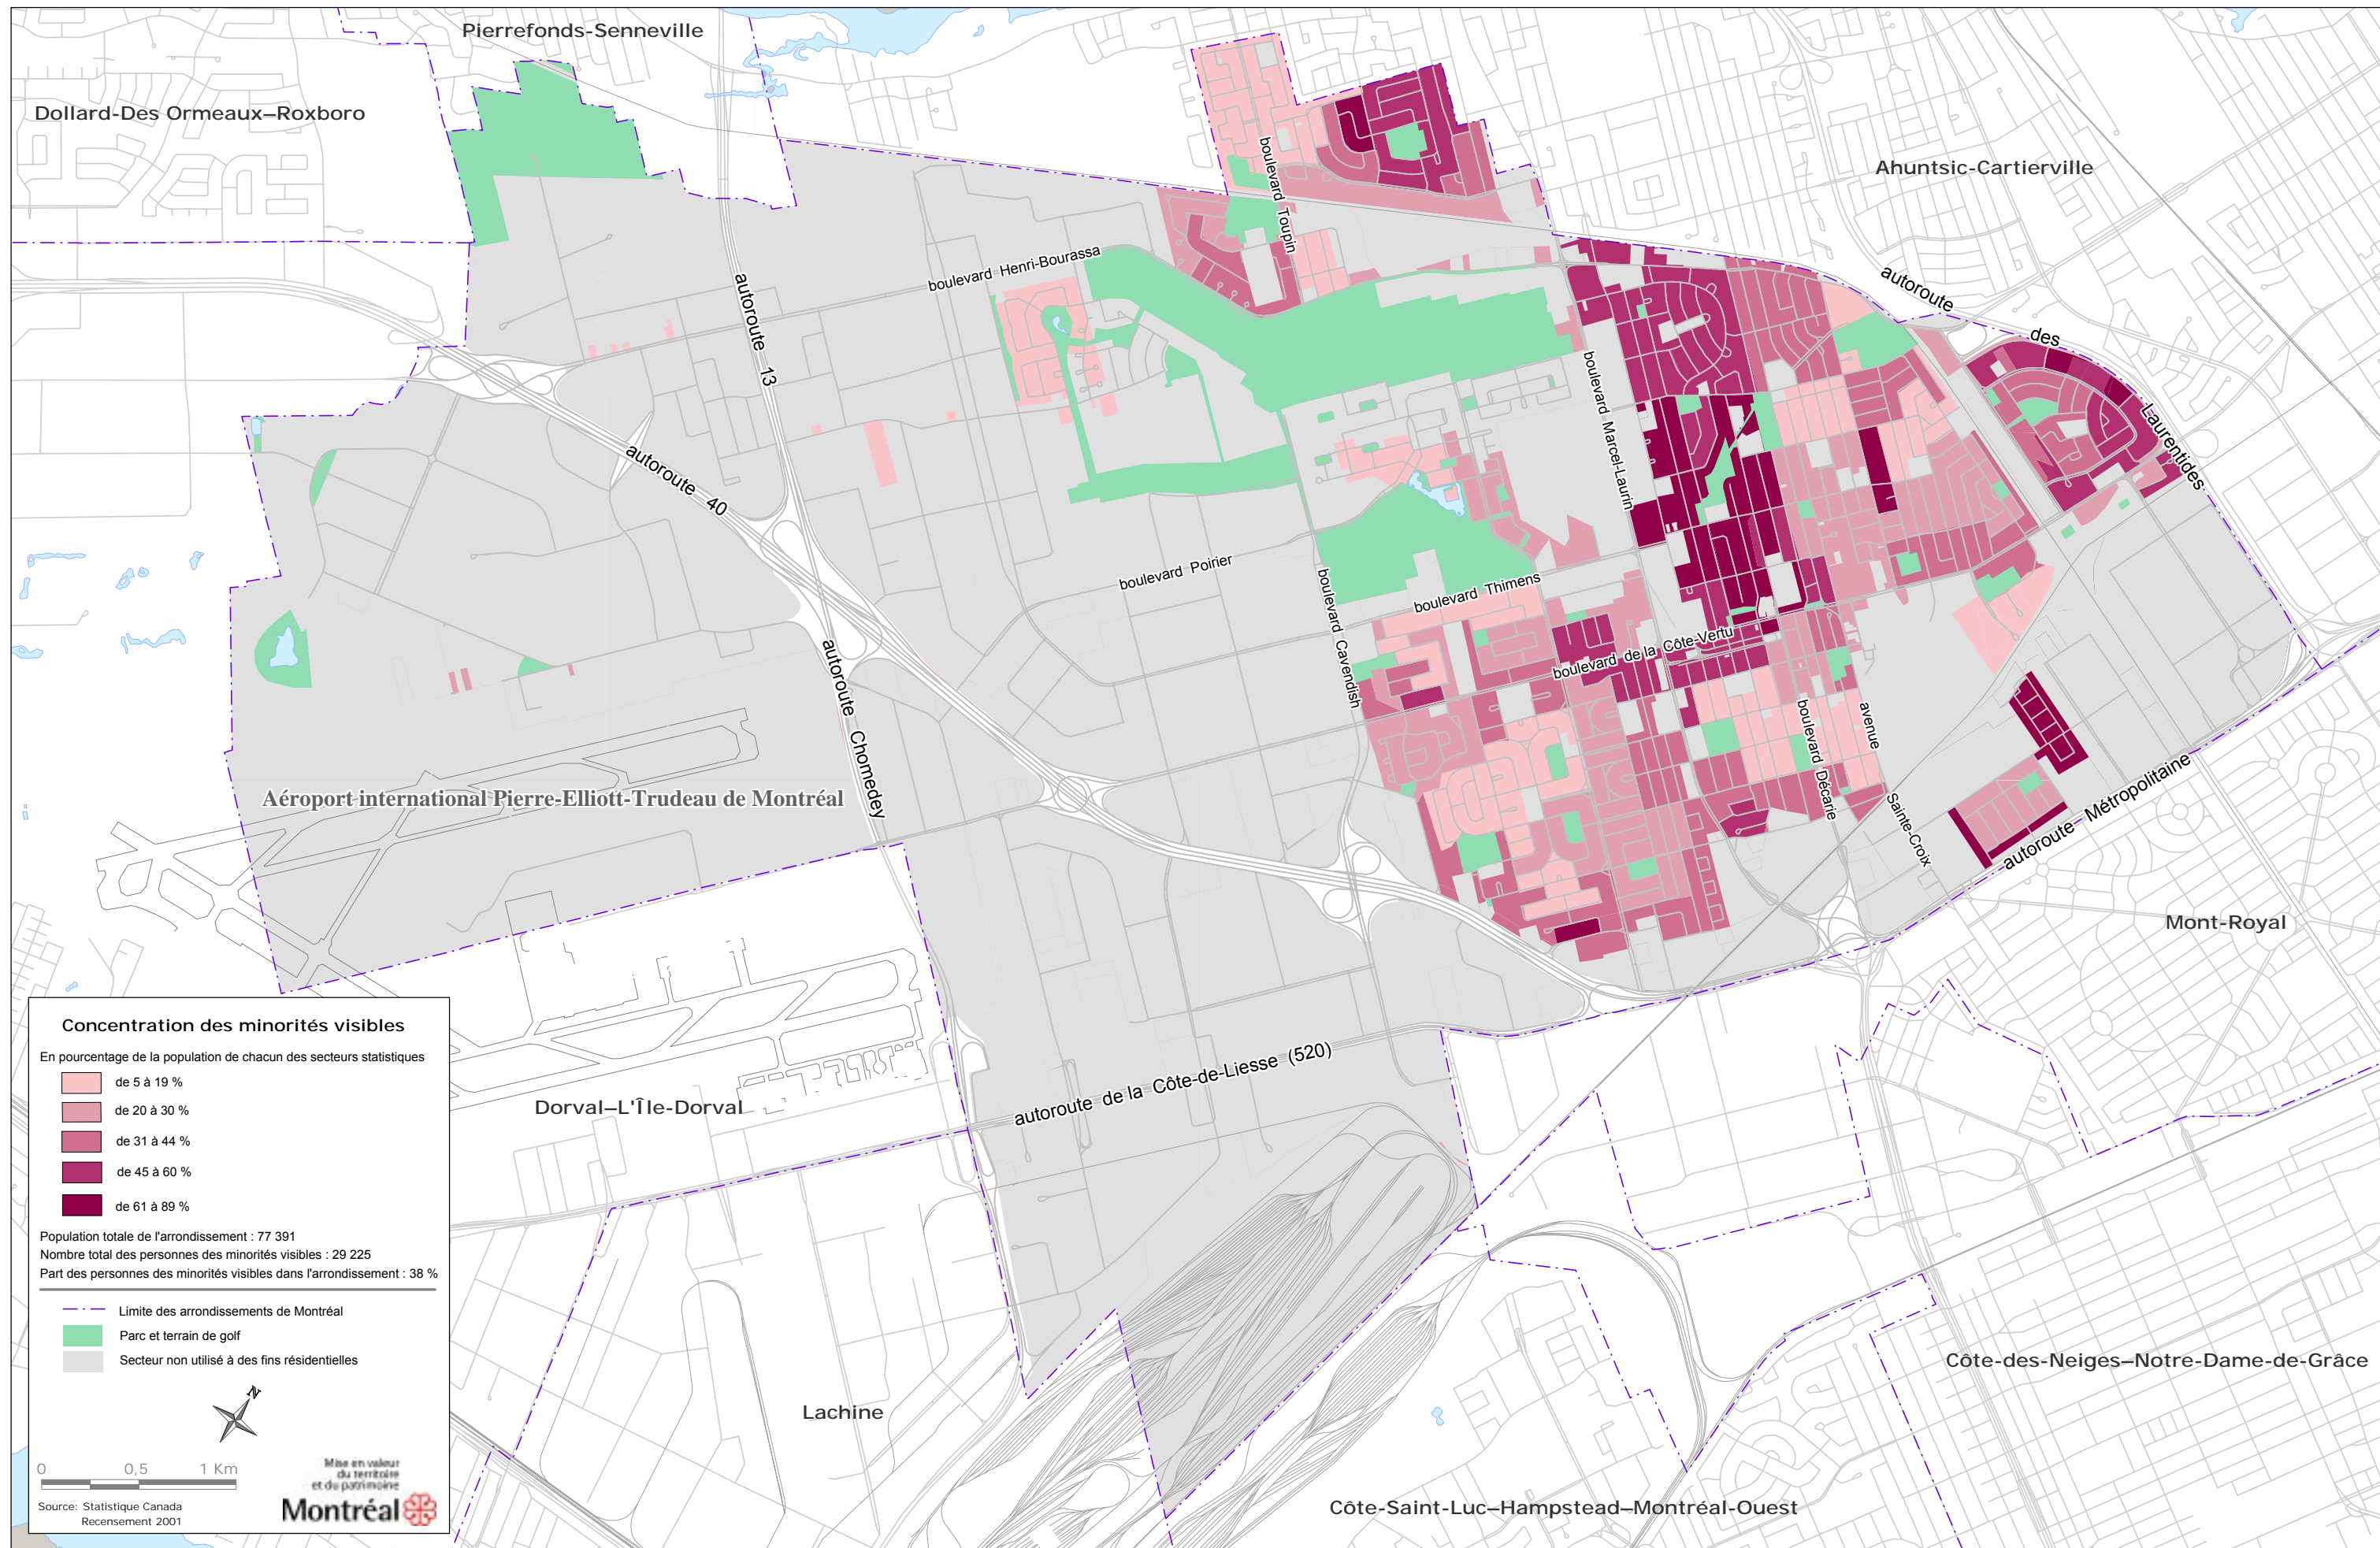 Pierrefonds-Senneville
Dollard-Des Ormeaux–Roxboro
Ahuntsic-Cartierville
boulevard Toupin
boulevard Henri-Bourassa
autoroute 13
autoroute des Laurentides
boulevard Marcel-Laurin
autoroute 40
boulevard Poirier
boulevard Thimens
boulevard Cavendish
boulevard de la Côte-Vertu
autoroute Chomedey
boulevard Décarie
avenue Sainte-Croix
Aéroport international Pierre-Elliott-Trudeau de Montréal
autoroute Métropolitaine
Mont-Royal
autoroute de la Côte-de-Liesse (520)
Dorval–L'Île-Dorval
Lachine
Côte-des-Neiges–Notre-Dame-de-Grâce
Côte-Saint-Luc–Hampstead–Montréal-Ouest
Concentration des minorités visibles
En pourcentage de la population de chacun des secteurs statistiques
de 5 à 19 %
de 20 à 30 %
de 31 à 44 %
de 45 à 60 %
de 61 à 89 %
Population totale de l'arrondissement : 77 391
Nombre total des personnes des minorités visibles : 29 225
Part des personnes des minorités visibles dans l'arrondissement : 38 %
Limite des arrondissements de Montréal
Parc et terrain de golf
Secteur non utilisé à des fins résidentielles
N
0 0,5 1 Km
Source: Statistique Canada
Recensement 2001
Mise en valeur
du territoire
et du patrimoine
Montréal